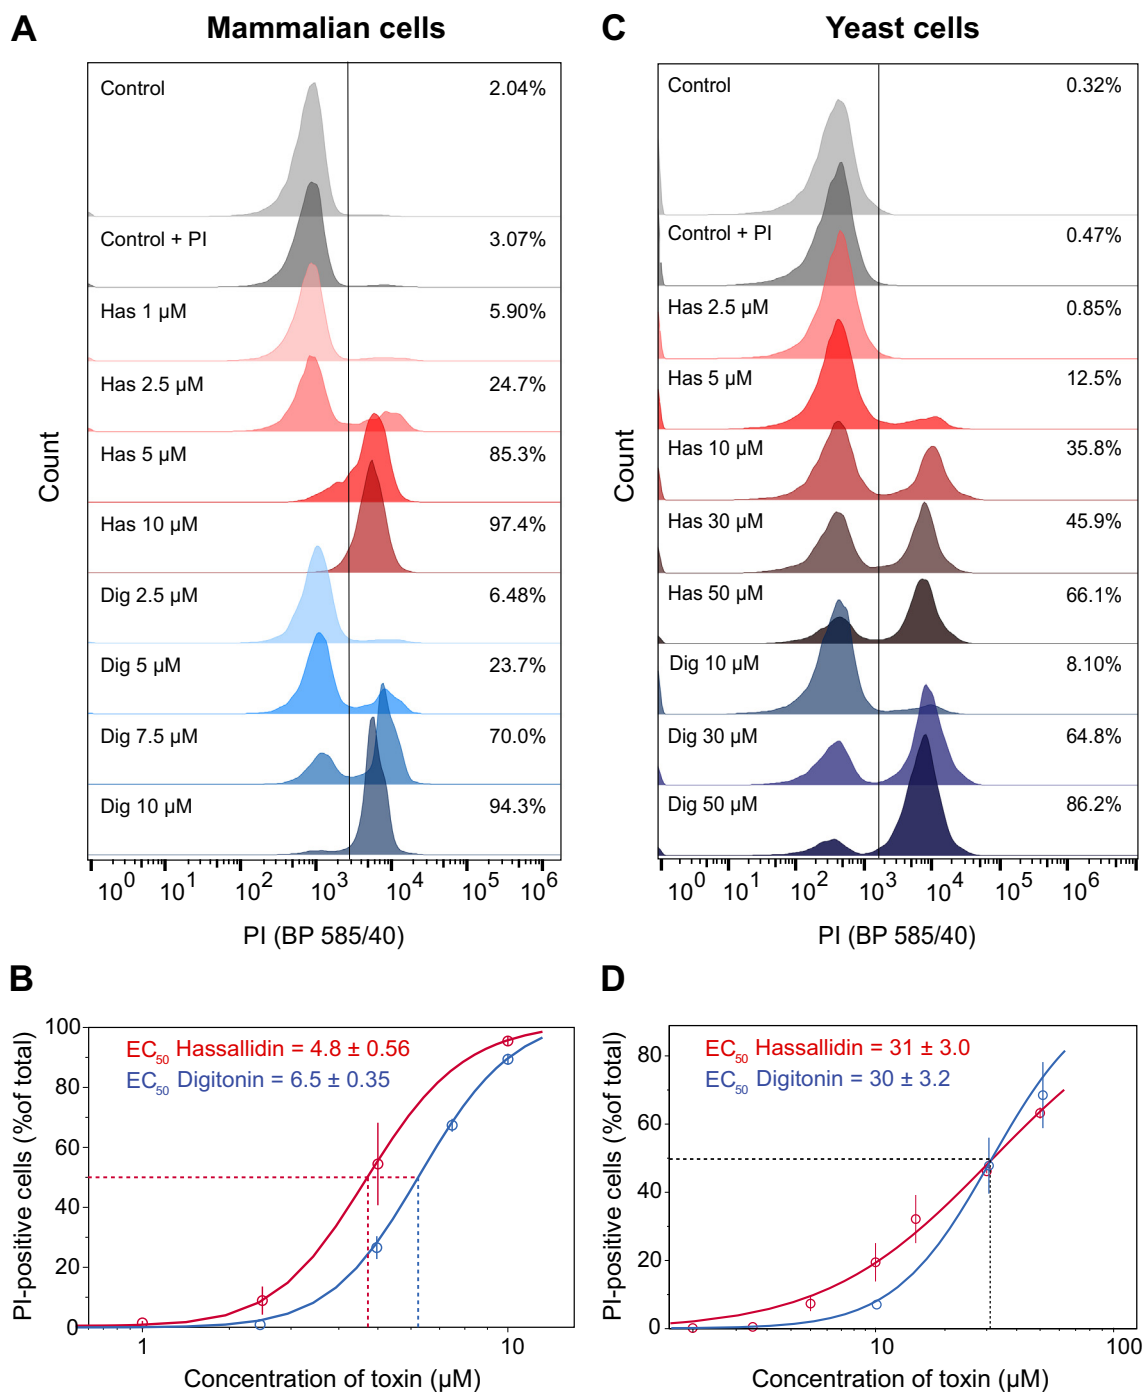 A
Mammalian cells
Control 2.04%
Control + PI 3.07%
Has 1 µM 5.90%
Has 2.5 µM 24.7%
Has 5 µM 85.3%
Has 10 µM 97.4%
Dig 2.5 µM 6.48%
Dig 5 µM 23.7%
Dig 7.5 µM 70.0%
Dig 10 µM 94.3%
Count
10^0 10^1 10^2 10^3 10^4 10^5 10^6
PI (BP 585/40)
C
Yeast cells
Control 0.32%
Control + PI 0.47%
Has 2.5 µM 0.85%
Has 5 µM 12.5%
Has 10 µM 35.8%
Has 30 µM 45.9%
Has 50 µM 66.1%
Dig 10 µM 8.10%
Dig 30 µM 64.8%
Dig 50 µM 86.2%
Count
10^0 10^1 10^2 10^3 10^4 10^5 10^6
PI (BP 585/40)
B
EC50 Hassallidin = 4.8 ± 0.56
EC50 Digitonin = 6.5 ± 0.35
PI-positive cells (%of total)
100
80
60
40
20
0
1 10
Concentration of toxin (µM)
D
EC50 Hassallidin = 31 ± 3.0
EC50 Digitonin = 30 ± 3.2
PI-positive cells (%of total)
80
60
40
20
0
10 100
Concentration of toxin (µM)